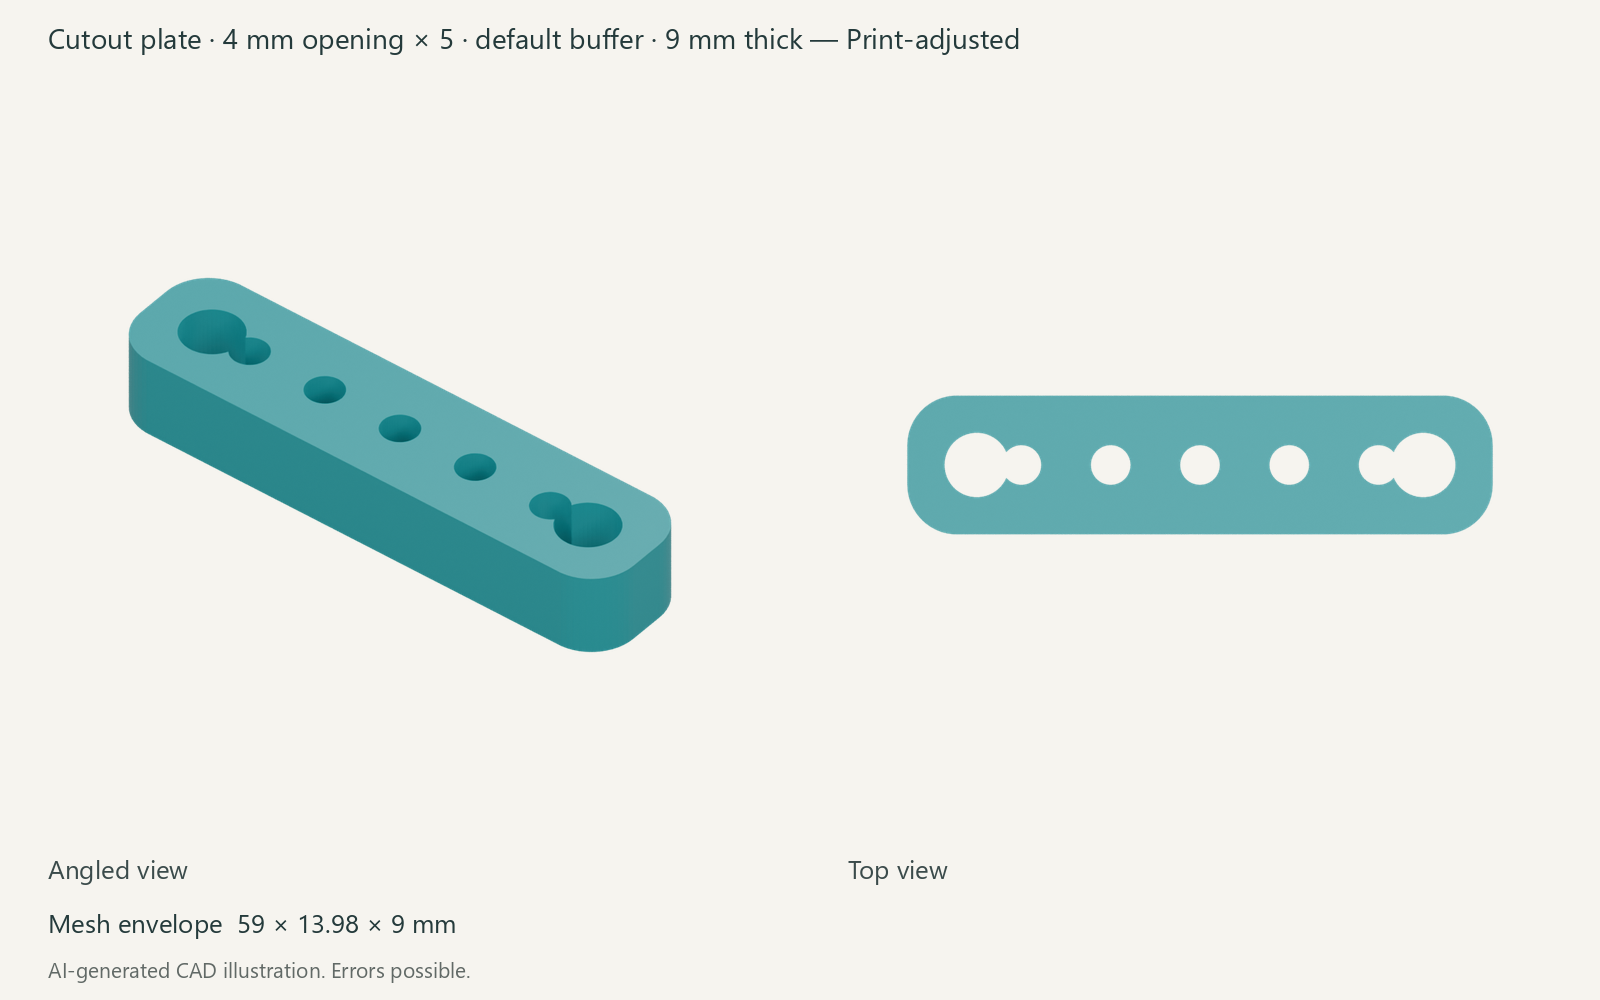 Cutout plate · 4 mm opening × 5 · default buffer · 9 mm thick — Print-adjusted
Angled view
Top view
Mesh envelope 59 × 13.98 × 9 mm
AI-generated CAD illustration. Errors possible.